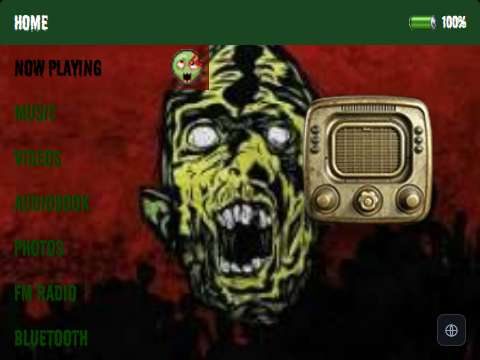 HOME
100%
NOW PLAYING
MUSIC
VIDEOS
AUDIOBOOK
PHOTOS
FM RADIO
BLUETOOTH